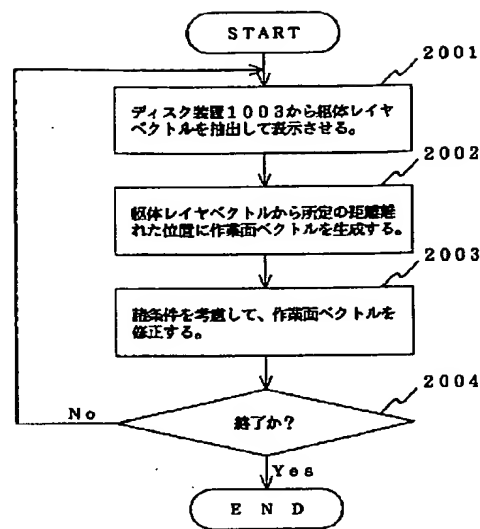 START
2001
ディスク装置1003から躯体レイヤ
ベクトルを抽出して表示させる。
2002
躯体レイヤベクトルから所定の距離離
れた位置に作業面ベクトルを生成する。
2003
諸条件を考慮して、作業面ベクトルを
修正する。
2004
終了か?
No
Yes
END